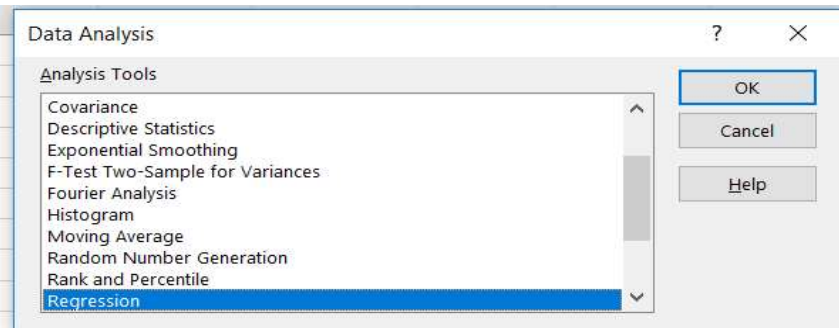 Data Analysis ? ×
Analysis Tools
Covariance
Descriptive Statistics
Exponential Smoothing
F-Test Two-Sample for Variances
Fourier Analysis
Histogram
Moving Average
Random Number Generation
Rank and Percentile
Regression
OK
Cancel
Help